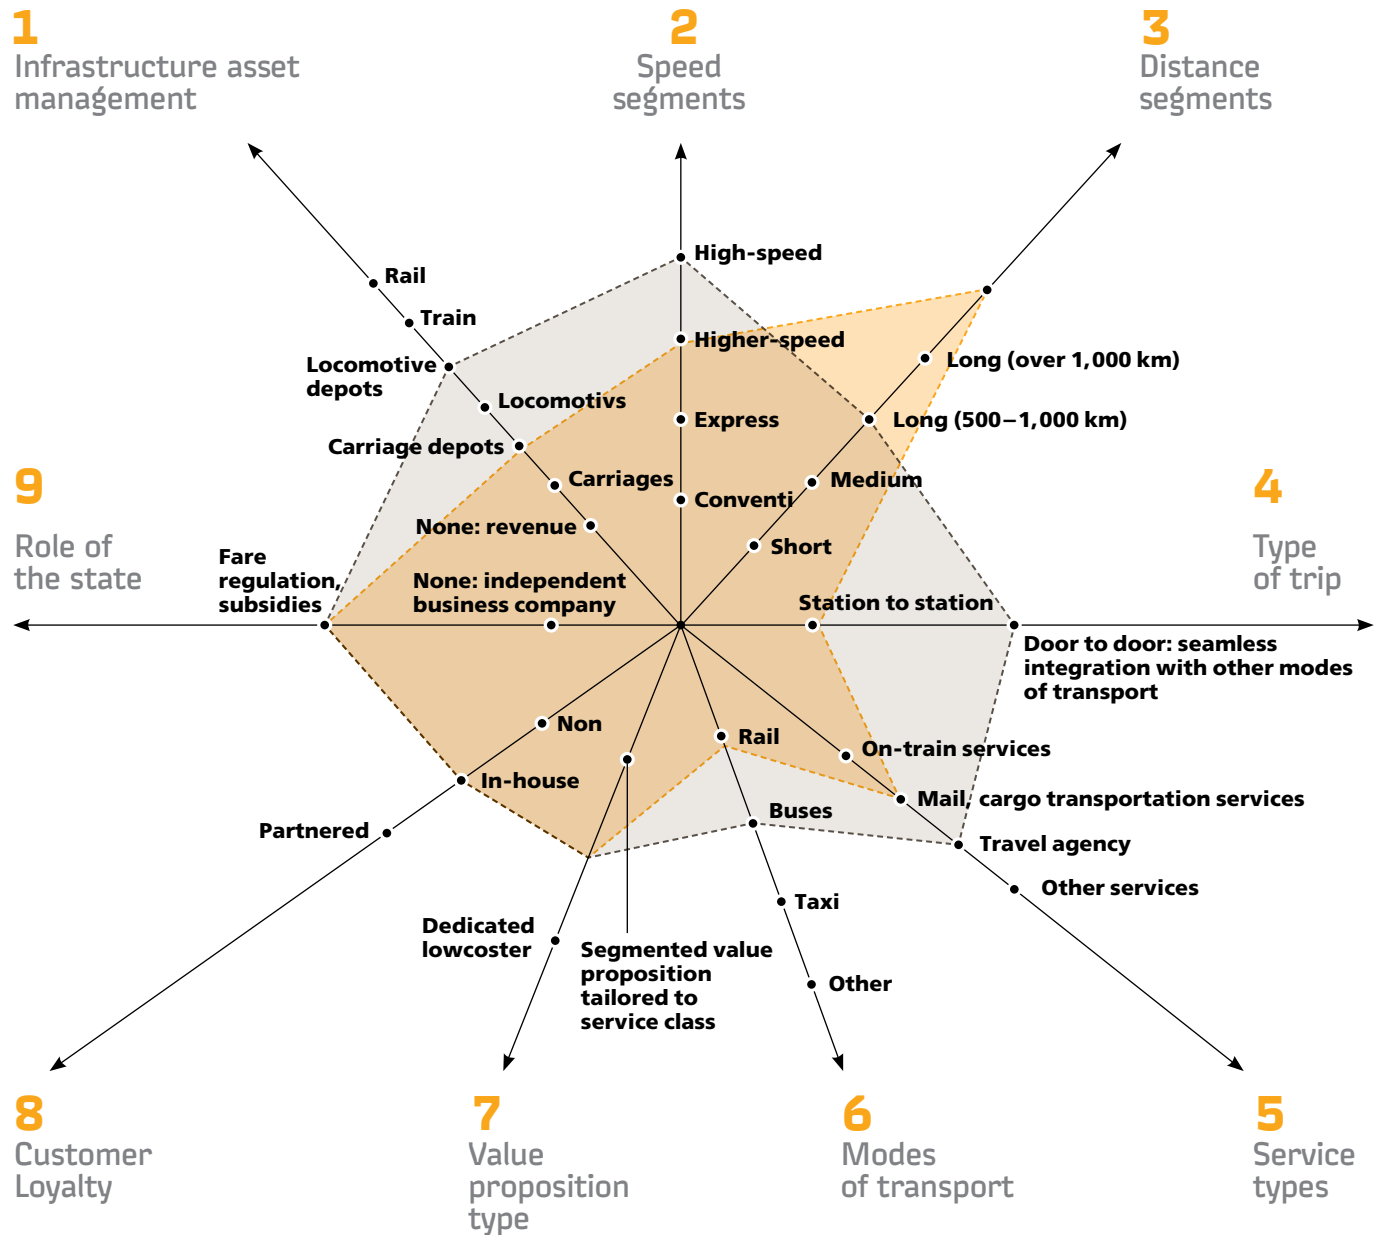 1
Infrastructure asset
management
2
Speed
segments
3
Distance
segments
High-speed
Rail
Train
Higher-speed
Locomotive
depots
Long (over 1,000 km)
Locomotivs
Express
Long (500–1,000 km)
Carriage depots
Carriages
Medium
Conventi
None: revenue
Short
9
Role of
the state
Fare
regulation,
subsidies
None: independent
business company
Station to station
4
Type
of trip
Door to door: seamless
integration with other modes
of transport
Non
Rail
On-train services
In-house
Mail, cargo transportation services
Buses
Partnered
Travel agency
Other services
Taxi
Dedicated
lowcoster
Segmented value
proposition
tailored to
service class
Other
8
Customer
Loyalty
7
Value
proposition
type
6
Modes
of transport
5
Service
types